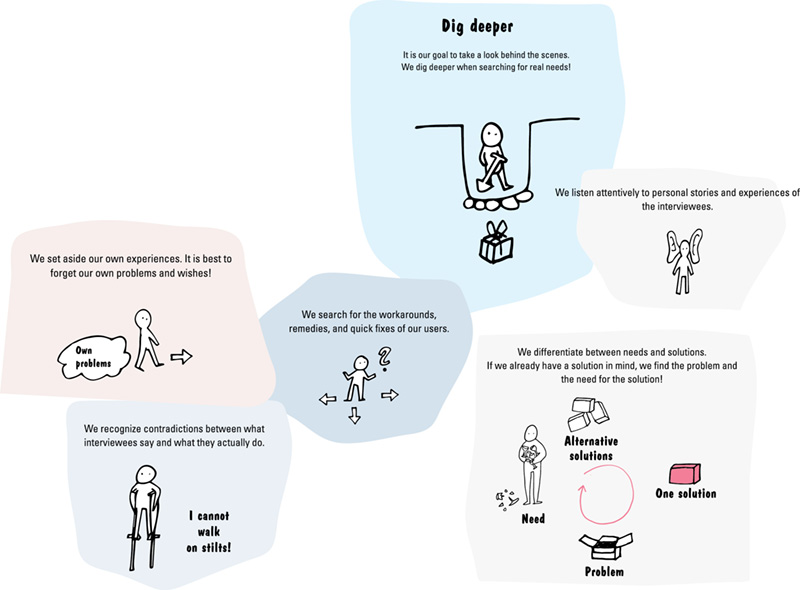 Dig deeper
It is our goal to take a look behind the scenes.
We dig deeper when searching for real needs!
We listen attentively to personal stories and experiences of
the interviewees.
We set aside our own experiences. It is best to
forget our own problems and wishes!
Own
problems
We search for the workarounds,
remedies, and quick fixes of our users.
?
We differentiate between needs and solutions.
If we already have a solution in mind, we find the problem and
the need for the solution!
Alternative
solutions
One solution
Need
Problem
We recognize contradictions between what
interviewees say and what they actually do.
I cannot
walk
on stilts!